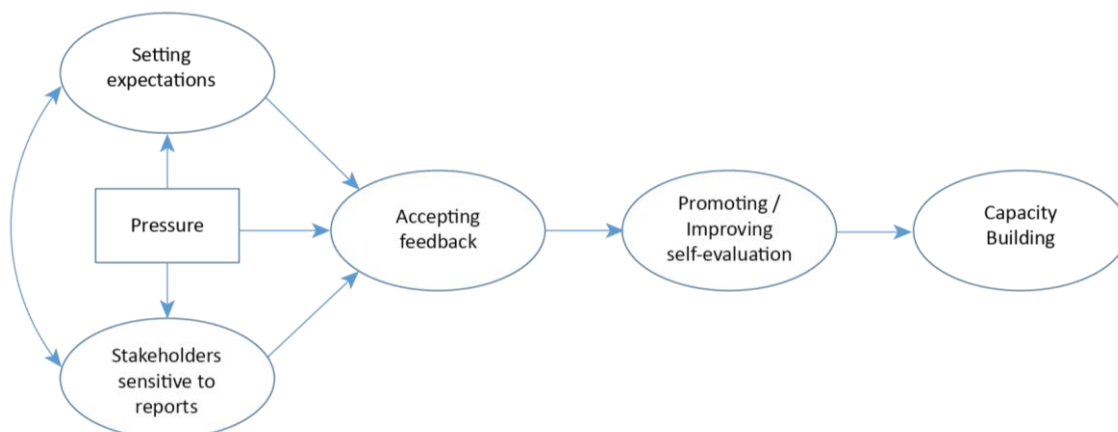 Setting
expectations
Pressure
Stakeholders
sensitive to
reports
Accepting
feedback
Promoting /
Improving
self-evaluation
Capacity
Building